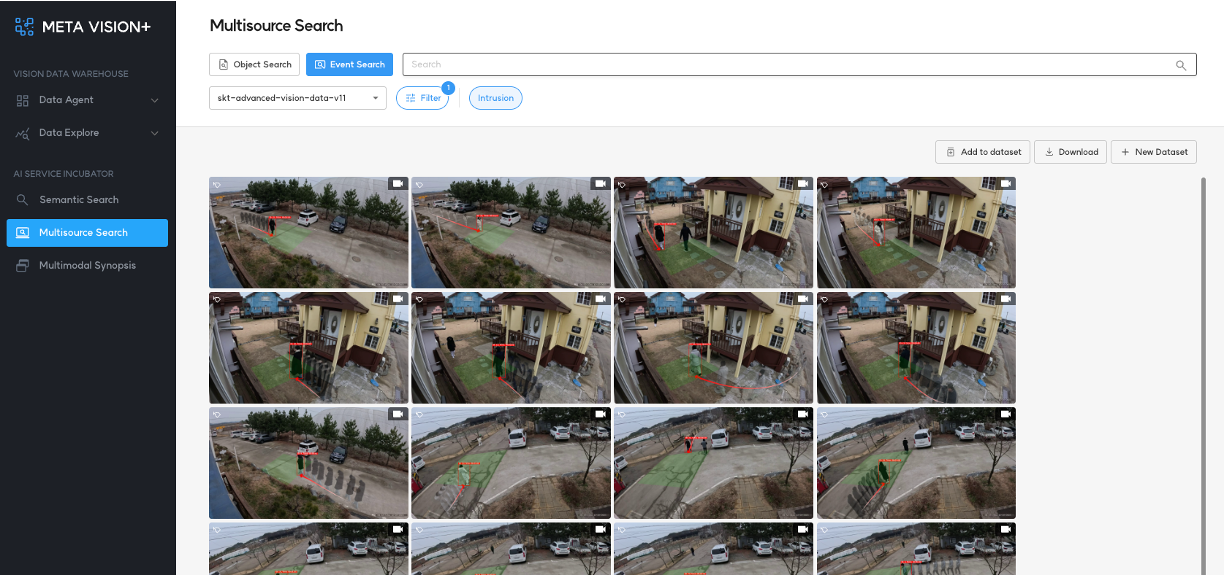 META VISION+
Multisource Search
Object Search
Event Search
Search
skt-advanced-vision-data-v11
Filter
1
Intrusion
VISION DATA WAREHOUSE
Data Agent
Data Explore
AI SERVICE INCUBATOR
Semantic Search
Multisource Search
Multimodal Synopsis
Add to dataset
Download
New Dataset